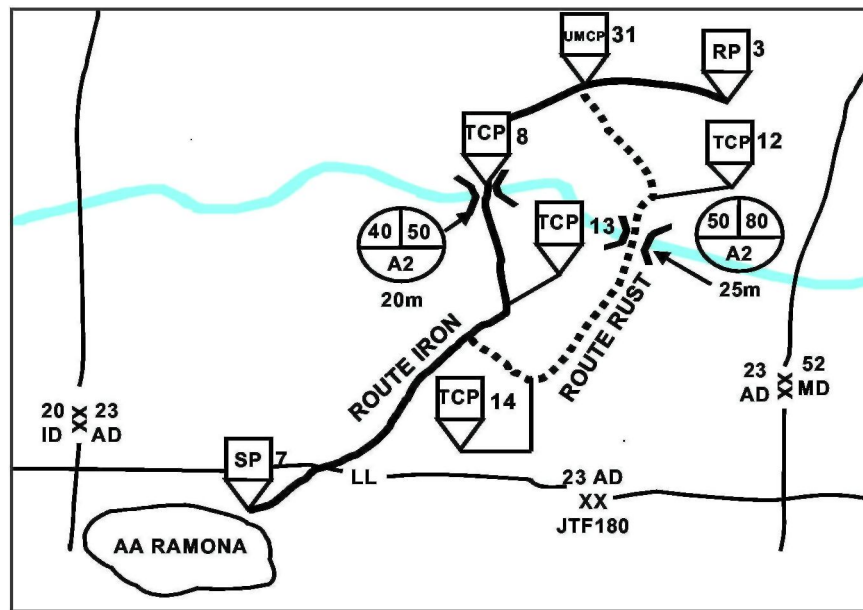 UMCP 31
RP 3
TCP 8
TCP 12
TCP 13
40 50
A2
20m
50 80
A2
25m
ROUTE IRON
ROUTE RUST
TCP 14
20 XX 23
ID AD
23 XX 52
AD MD
SP 7
LL
23 AD
XX
JTF180
AA RAMONA